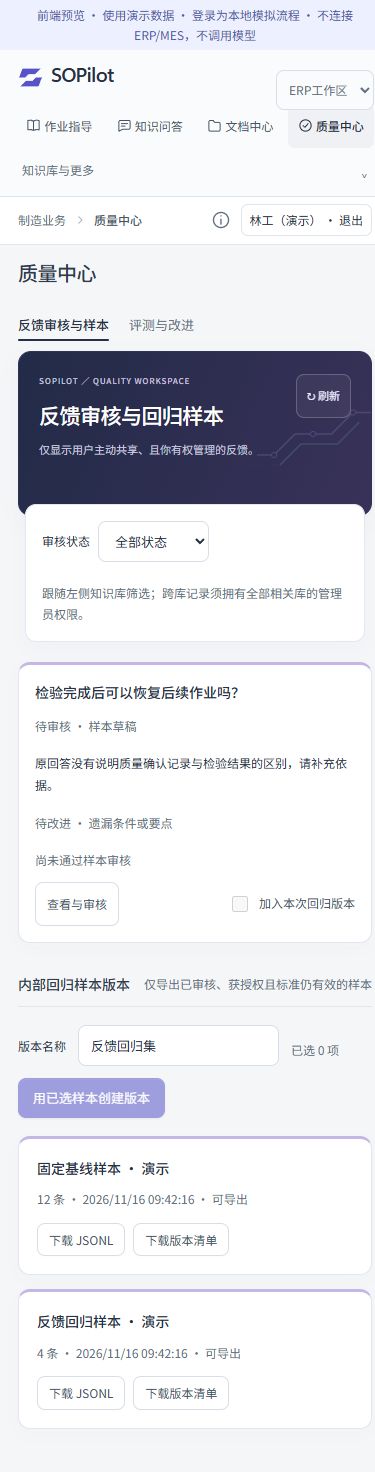 前端预览 · 使用演示数据 · 登录为本地模拟流程 · 不连接
ERP/MES，不调用模型
SOPilot
ERP工作区
作业指导
知识问答
文档中心
质量中心
知识库与更多
制造业务
质量中心
林工（演示） · 退出
质量中心
反馈审核与样本
评测与改进
SOPILOT / QUALITY WORKSPACE
反馈审核与回归样本
仅显示用户主动共享、且你有权管理的反馈。
↻ 刷新
审核状态
全部状态
跟随左侧知识库筛选；跨库记录须拥有全部相关库的管理
员权限。
检验完成后可以恢复后续作业吗？
待审核 · 样本草稿
原回答没有说明质量确认记录与检验结果的区别，请补充依
据。
待改进 · 遗漏条件或要点
尚未通过样本审核
查看与审核
加入本次回归版本
内部回归样本版本
仅导出已审核、获授权且标准仍有效的样本
版本名称
反馈回归集
已选 0 项
用已选样本创建版本
固定基线样本 · 演示
12 条 · 2026/11/16 09:42:16 · 可导出
下载 JSONL
下载版本清单
反馈回归样本 · 演示
4 条 · 2026/11/16 09:42:16 · 可导出
下载 JSONL
下载版本清单